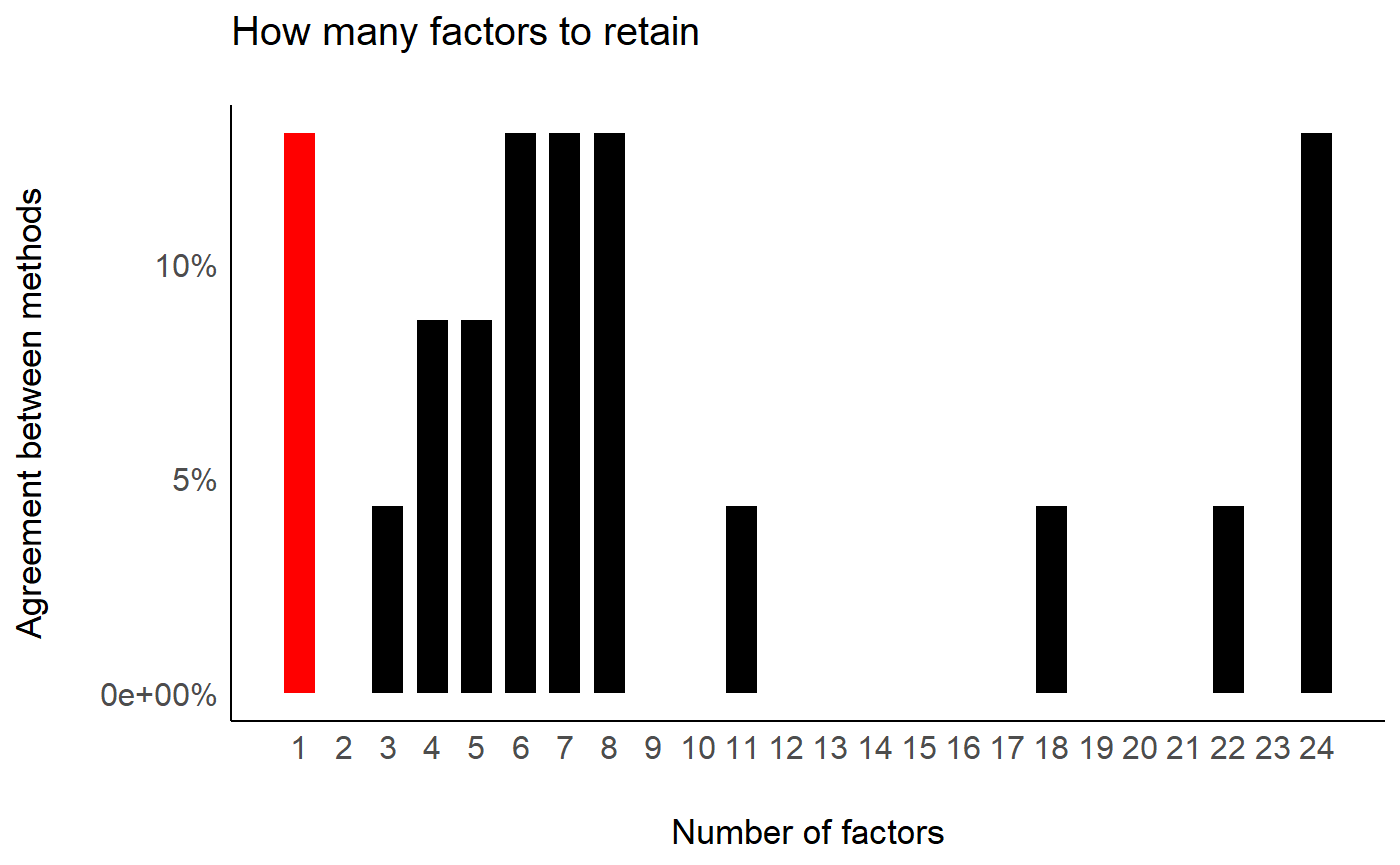 How many factors to retain
Agreement between methods
10%
5%
0e+00%
1 2 3 4 5 6 7 8 9 10 11 12 13 14 15 16 17 18 19 20 21 22 23 24
Number of factors